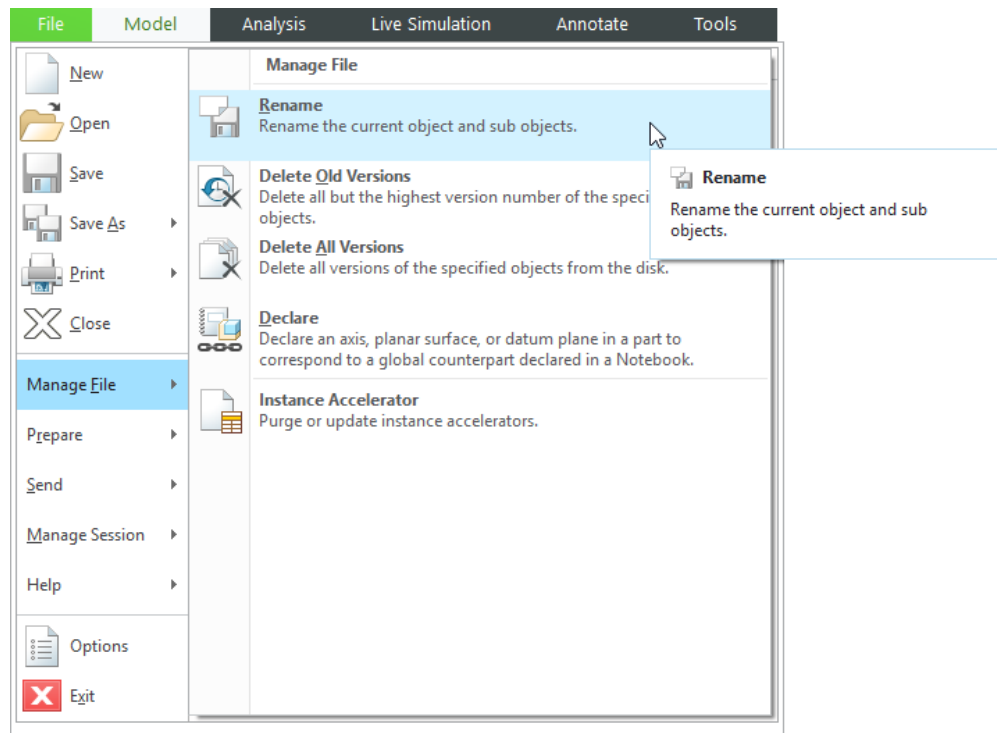 File Model Analysis Live Simulation Annotate Tools
New
Open
Save
Save As
Print
Close
Manage File
Prepare
Send
Manage Session
Help
Options
Exit
Manage File
Rename
Rename the current object and sub objects.
Delete Old Versions
Delete all but the highest version number of the speci
objects.
Delete All Versions
Delete all versions of the specified objects from the disk.
Declare
Declare an axis, planar surface, or datum plane in a part to
correspond to a global counterpart declared in a Notebook.
Instance Accelerator
Purge or update instance accelerators.
Rename
Rename the current object and sub
objects.